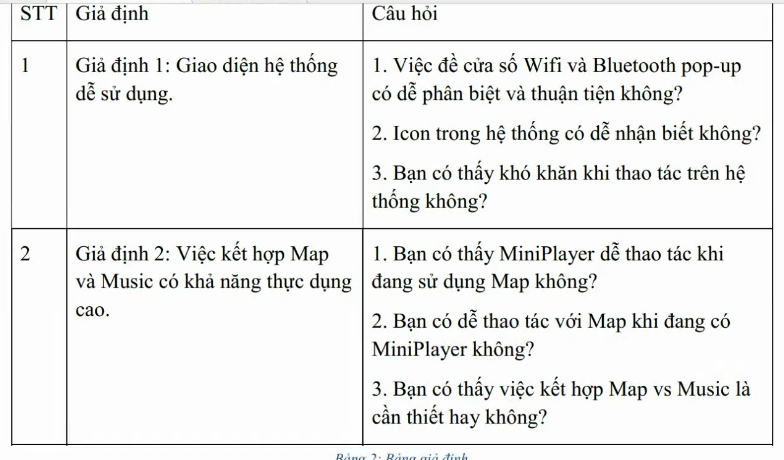 STT Giả định Câu hỏi
1 Giả định 1: Giao diện hệ thống
dễ sử dụng.
1. Việc đề cửa sổ Wifi và Bluetooth pop-up
có dễ phân biệt và thuận tiện không?
2. Icon trong hệ thống có dễ nhận biết không?
3. Bạn có thấy khó khăn khi thao tác trên hệ
thống không?
2 Giả định 2: Việc kết hợp Map
và Music có khả năng thực dụng
cao.
1. Bạn có thấy MiniPlayer dễ thao tác khi
đang sử dụng Map không?
2. Bạn có dễ thao tác với Map khi đang có
MiniPlayer không?
3. Bạn có thấy việc kết hợp Map vs Music là
cần thiết hay không?
Bảng 2: Bảng giả định